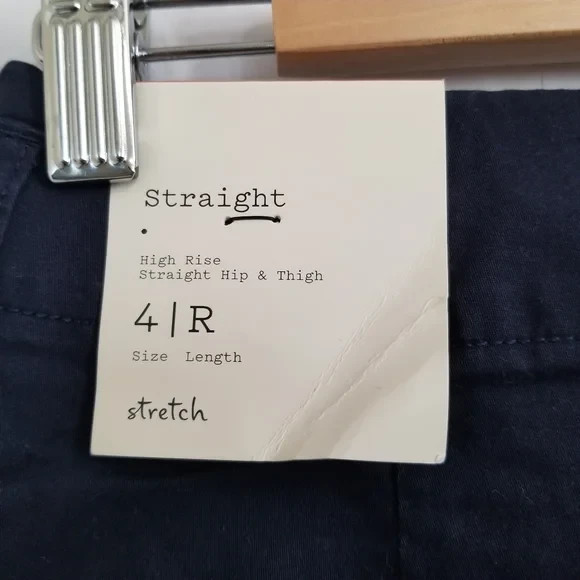 Straight
High Rise
Straight Hip & Thigh
4|R
Size Length
stretch